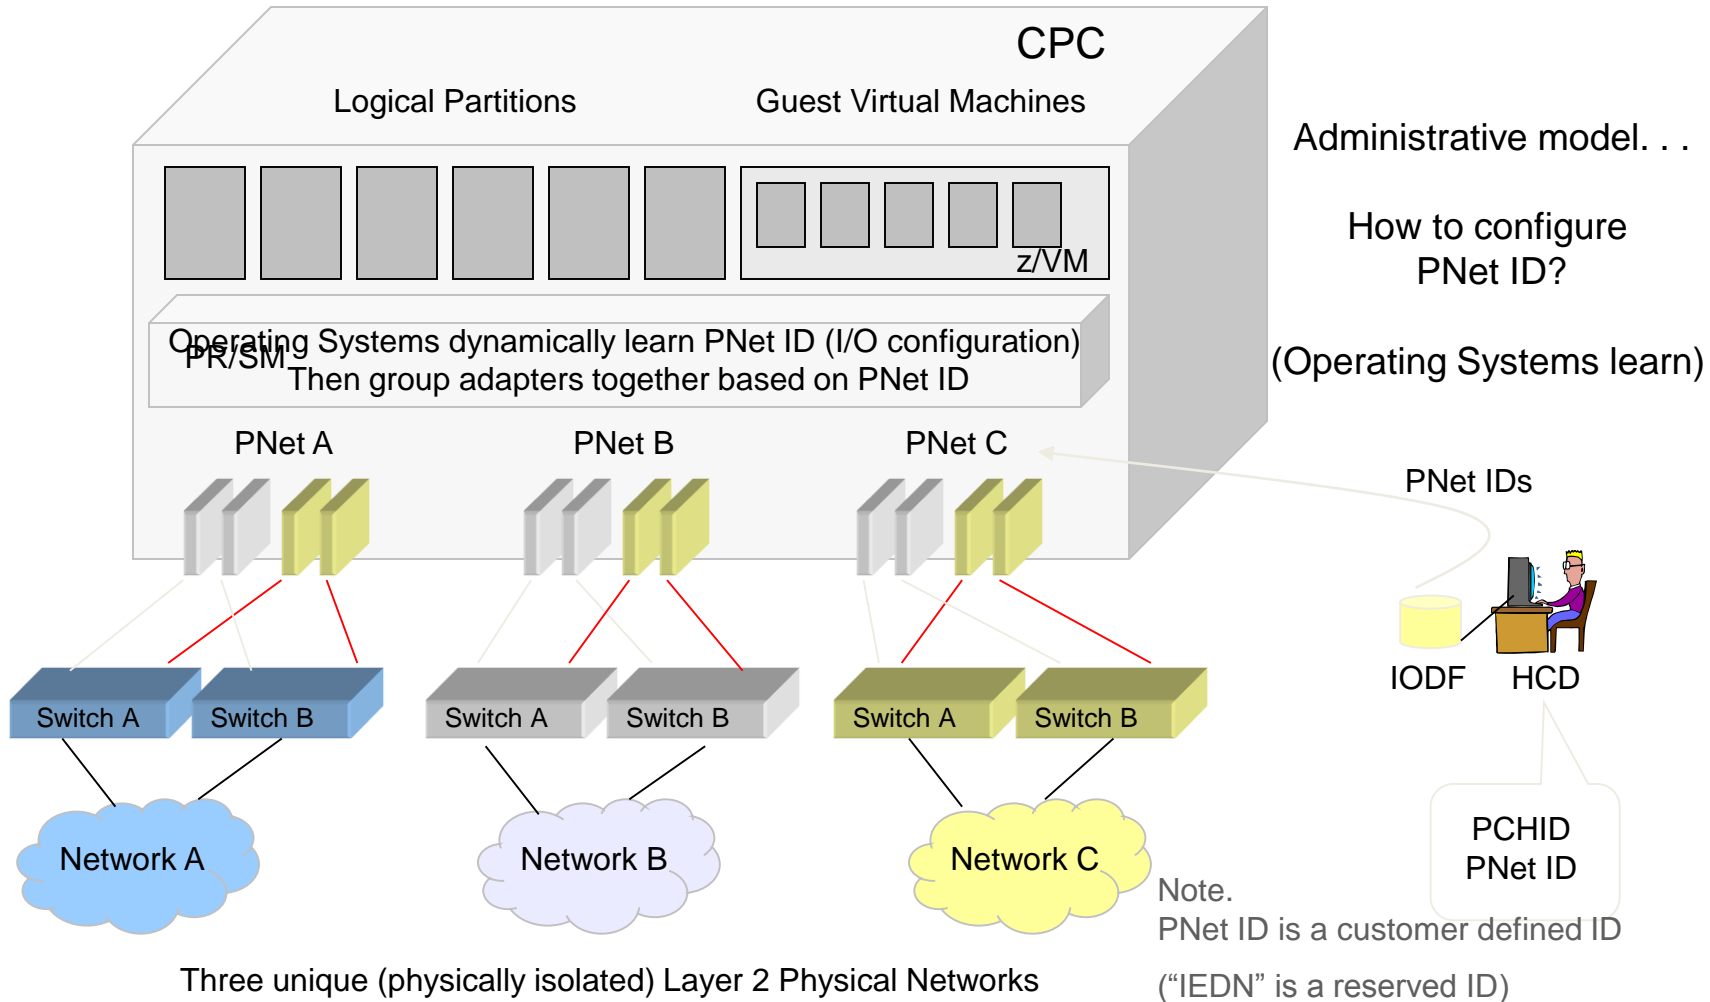 CPC
Logical Partitions
Guest Virtual Machines
z/VM
Operating Systems dynamically learn PNet ID (I/O configuration)
PR/SM
Then group adapters together based on PNet ID
PNet A
PNet B
PNet C
Switch A
Switch B
Switch A
Switch B
Switch A
Switch B
Network A
Network B
Network C
Three unique (physically isolated) Layer 2 Physical Networks
Administrative model. . .
How to configure
PNet ID?
(Operating Systems learn)
PNet IDs
IODF
HCD
PCHID
PNet ID
Note.
PNet ID is a customer defined ID
(“IEDN” is a reserved ID)